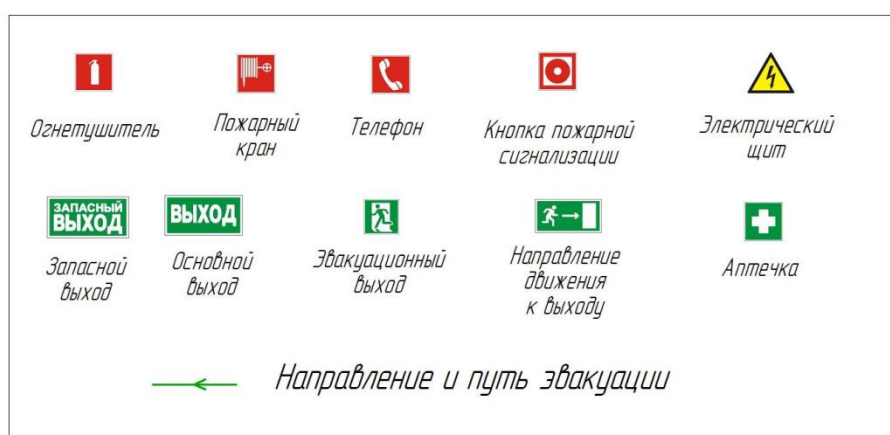 Огнетушитель
Пожарный
кран
Телефон
Кнопка пожарной
сигнализации
Электрический
щит
ЗАПАСНЫЙ
ВЫХОД
ВЫХОД
Запасной
выход
Основной
выход
Эвакуационный
выход
Направление
движения
к выходу
Аптечка
Направление и путь эвакуации